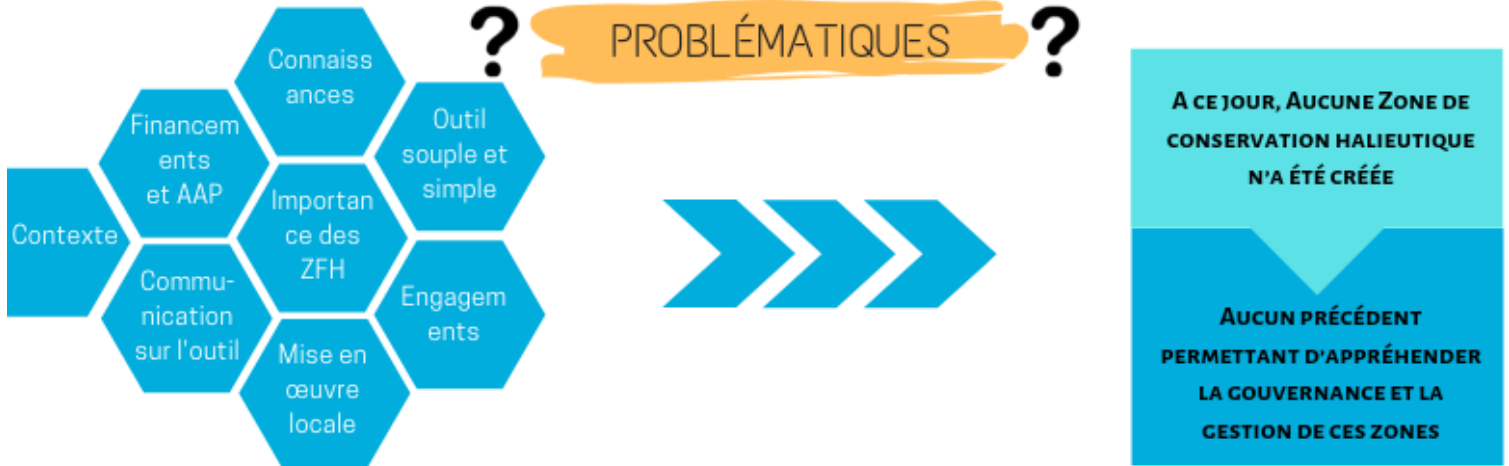 ? PROBLÉMATIQUES ?
Connaiss
ances
Financem
ents
et AAP
Outil
souple et
simple
Contexte
Importan
ce des
ZFH
Commu-
nication
sur l'outil
Engagem
ents
Mise en
œuvre
locale
A CE JOUR, AUCUNE ZONE DE
CONSERVATION HALIEUTIQUE
N'A ÉTÉ CRÉÉE
AUCUN PRÉCÉDENT
PERMETTANT D'APPRÉHENDER
LA GOUVERNANCE ET LA
GESTION DE CES ZONES